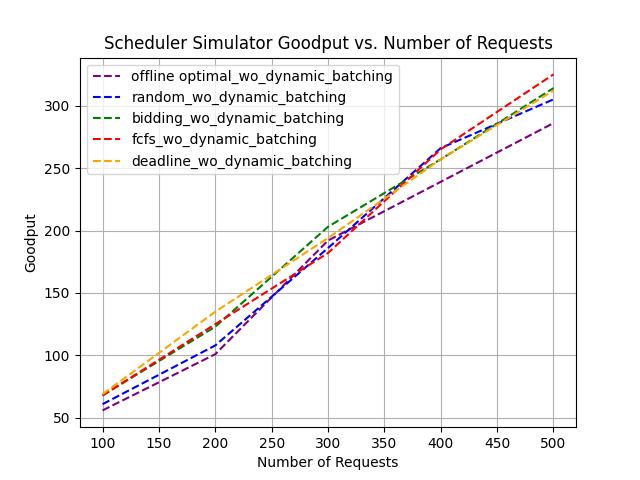 Scheduler Simulator Goodput vs. Number of Requests
offline optimal_wo_dynamic_batching
random_wo_dynamic_batching
bidding_wo_dynamic_batching
fcfs_wo_dynamic_batching
deadline_wo_dynamic_batching
Goodput
300
250
200
150
100
50
100 150 200 250 300 350 400 450 500
Number of Requests